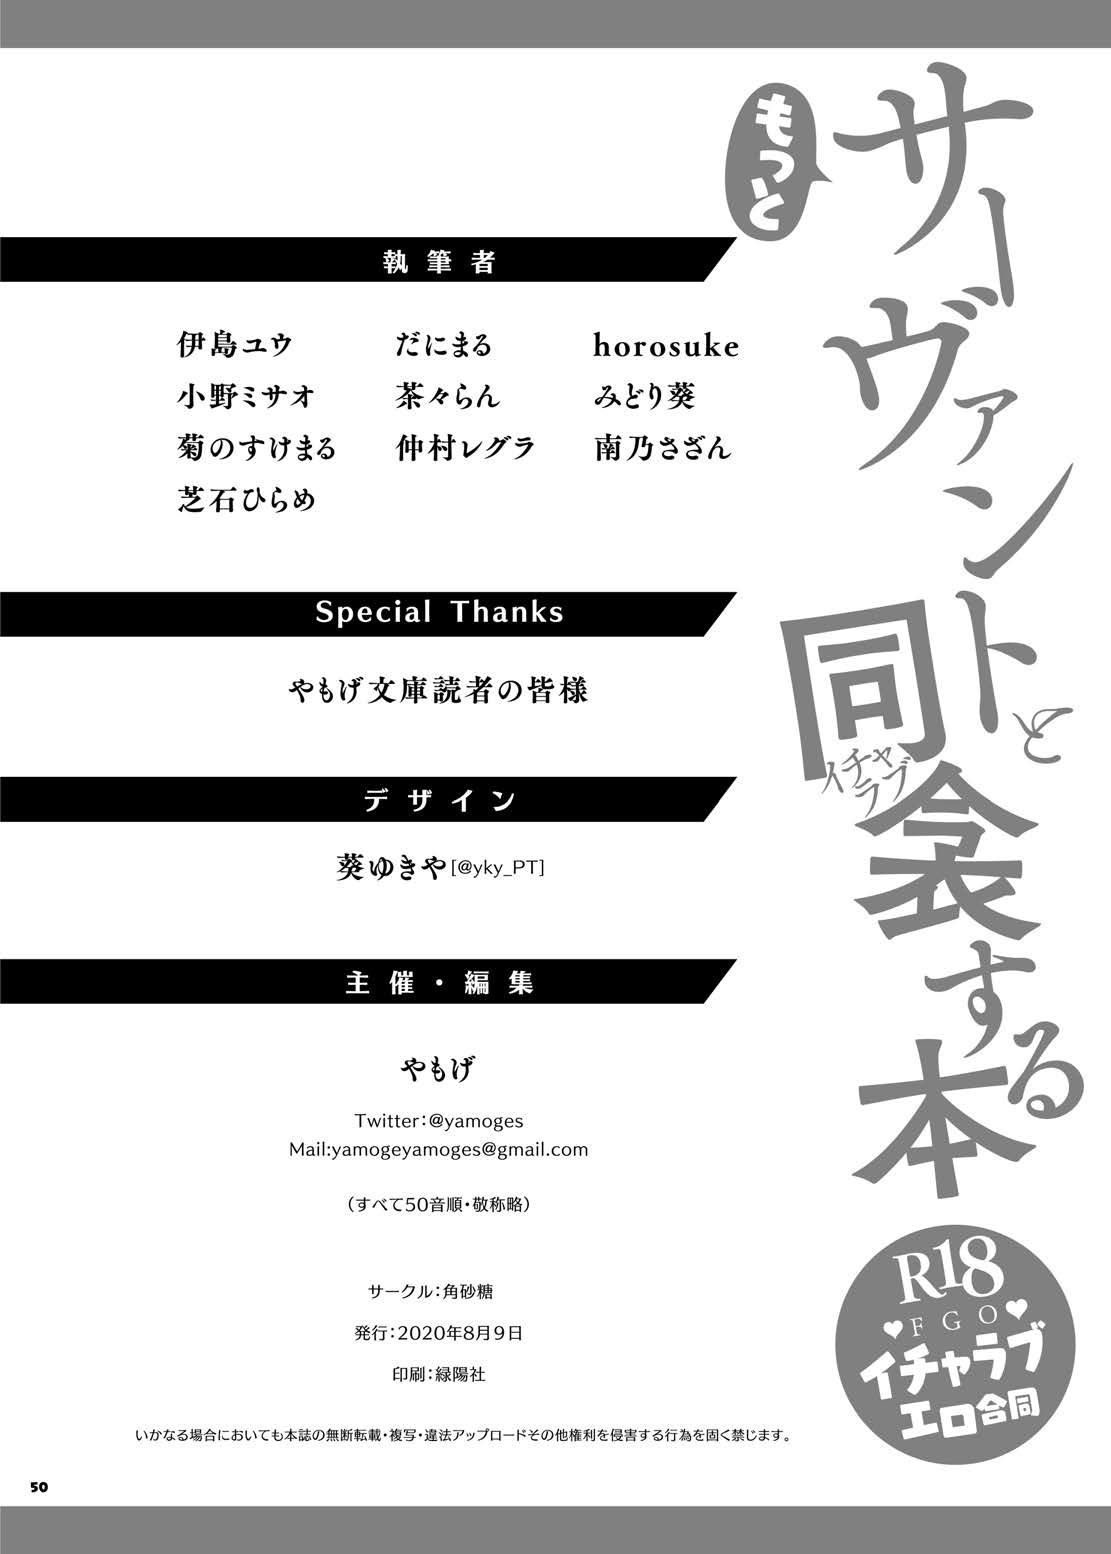 もっと
サーヴァントと
同衾する本
イチャラブ
執筆者
伊島ユウ
だにまる
horosuke
小野ミサオ
茶々らん
みどり葵
菊のすけまる
仲村レグラ
南乃さざん
芝石ひらめ
Special Thanks
やもげ文庫読者の皆様
デザイン
葵ゆきや[@yky_PT]
主催・編集
やもげ
Twitter:@yamoges
Mail:yamogeyamoges@gmail.com
(すべて50音順・敬称略)
サークル:角砂糖
発行:2020年8月9日
印刷:緑陽社
いかなる場合においても本誌の無断転載・複写・違法アップロードその他権利を侵害する行為を固く禁じます。
R18
♥FGO♥
イチャラブ
エロ合同
50